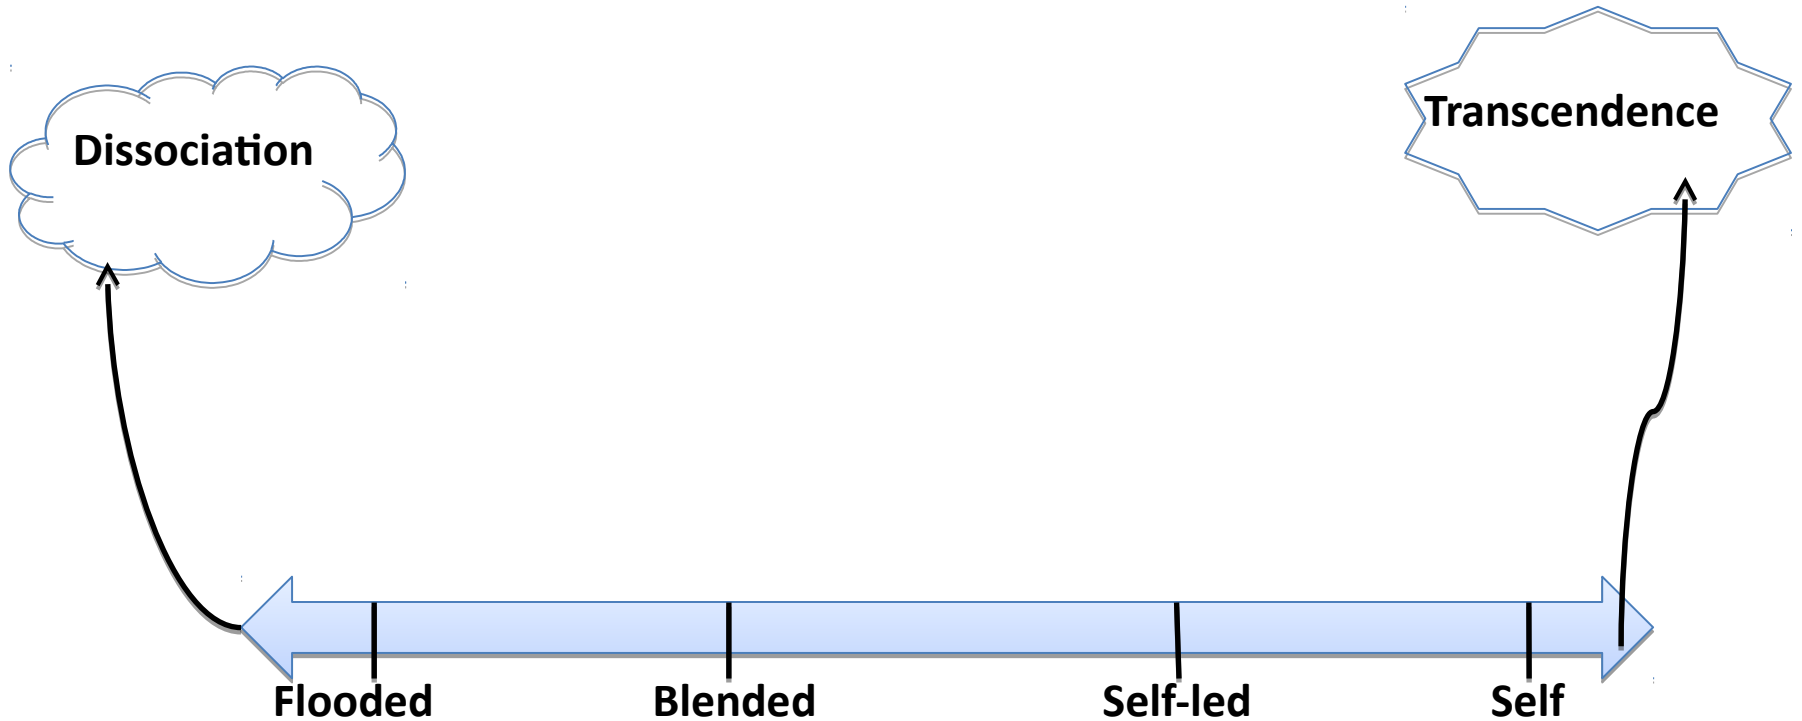 Dissociation
Transcendence
Flooded
Blended
Self-led
Self